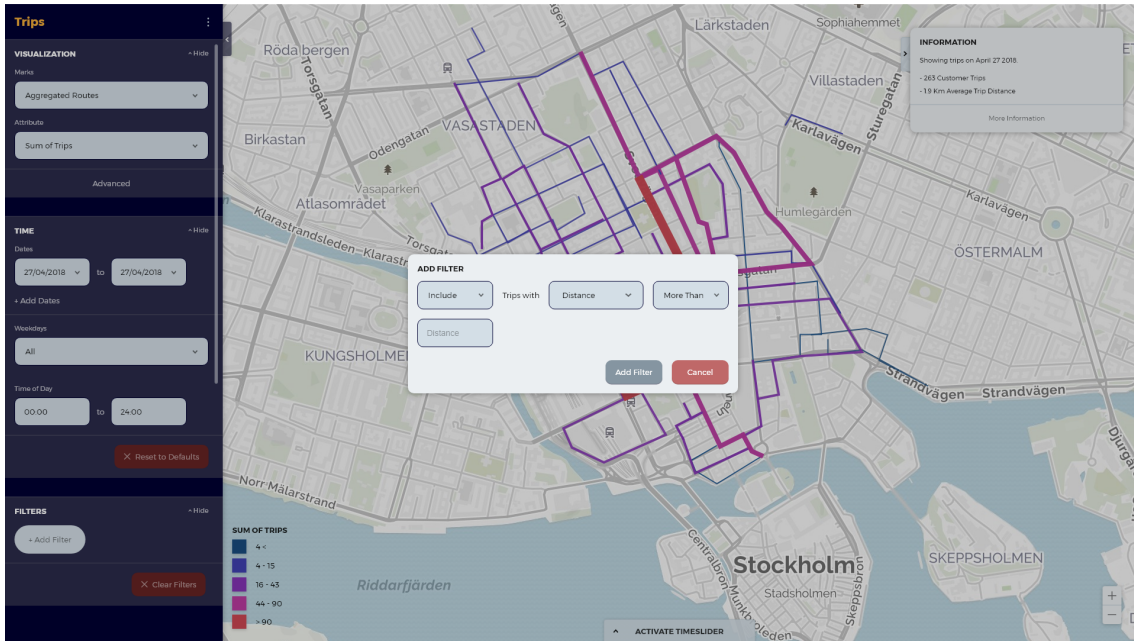 Trips
VISUALIZATION
Hide
Marks
Aggregated Routes
Attribute
Sum of Trips
Advanced
TIME
Hide
Dates
27/04/2018 to 27/04/2018
+ Add Dates
Weekdays
All
Time of Day
00:00 to 24:00
× Reset to Defaults
FILTERS
Hide
+ Add Filter
× Clear Filters
Röda bergen
Torsgatan
Birkastan
Odengatan
VASASTADEN
Vasaparken
Atlasområdet
Klarastrandsleden
Klarast
Torsgat
Lärkstaden
Sophiahemmet
Villastaden
Sturegatan
Karlavägen
Karlavägen
Humlegården
ÖSTERMALM
INFORMATION
Showing trips on April 27 2018.
- 263 Customer Trips
- 1.9 Km Average Trip Distance
More Information
ADD FILTER
Include Trips with Distance More Than
Distance
Add Filter Cancel
KUNGSHOLME
Strandvägen
Strandvägen
Djurgå
Norr Mälarstrand
SUM OF TRIPS
4 <
4 - 15
16 - 43
44 - 90
> 90
Riddarfjärden
Centralbron
Munkbroleden
Stockholm
Stadsholmen
Skeppsbron
SKEPPSHOLMEN
+
−
ACTIVATE TIMESLIDER